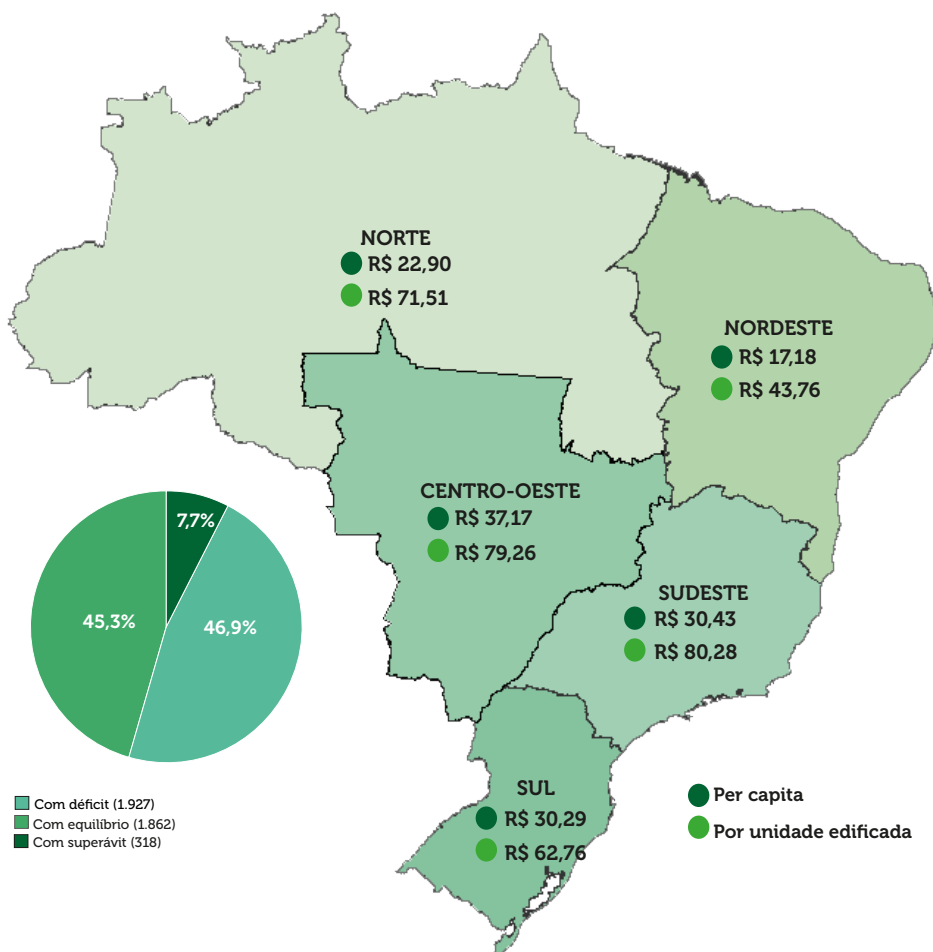 NORTE
R$ 22,90
R$ 71,51
NORDESTE
R$ 17,18
R$ 43,76
CENTRO-OESTE
R$ 37,17
R$ 79,26
SUDESTE
R$ 30,43
R$ 80,28
SUL
R$ 30,29
R$ 62,76
7,7%
45,3%
46,9%
Com déficit (1.927)
Com equilíbrio (1.862)
Com superávit (318)
Per capita
Por unidade edificada